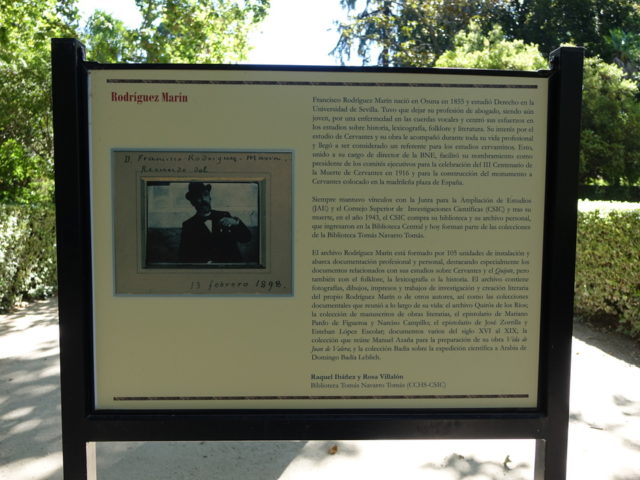 Rodríguez Marín
D. Francisco Rodríguez Marín.
Recuerdo del
13 febrero 1898.
Francisco Rodríguez Marín nació en Osuna en 1855 y estudió Derecho en la
Universidad de Sevilla. Tuvo que dejar su profesión de abogado, siendo aún
joven, por una enfermedad en las cuerdas vocales y centró sus esfuerzos en
los estudios sobre historia, lexicografía, folklore y literatura. Su interés por el
estudio de Cervantes y su obra le acompañó durante toda su vida profesional
y llegó a ser considerado un referente para los estudios cervantinos. Esto,
unido a su cargo de director de la BNE, facilitó su nombramiento como
presidente de los comités ejecutivos para la celebración del III Centenario de
la Muerte de Cervantes en 1916 y para la construcción del monumento a
Cervantes colocado en la madrileña plaza de España.
Siempre mantuvo vínculos con la Junta para la Ampliación de Estudios
(JAE) y el Consejo Superior de Investigaciones Científicas (CSIC) y tras su
muerte, en el año 1943, el CSIC compra su biblioteca y su archivo personal,
que ingresaron en la Biblioteca Central y hoy forman parte de las colecciones
de la Biblioteca Tomás Navarro Tomás.
El archivo Rodríguez Marín está formado por 105 unidades de instalación y
abarca documentación profesional y personal, destacando especialmente los
documentos relacionados con sus estudios sobre Cervantes y el Quijote, pero
también con el folklore, la lexicografía o la historia. El archivo contiene
fotografías, dibujos, impresos y trabajos de investigación y creación literaria
del propio Rodríguez Marín o de otros autores, así como las colecciones
documentales que reunió a lo largo de su vida: el archivo Quirós de los Ríos;
la colección de manuscritos de obras literarias, el epistolario de Mariano
Pardo de Figueroa y Narciso Campillo; el epistolario de José Zorrilla y
Esteban López Escobar; documentos varios del siglo XVI al XIX; la
colección que reúne Manuel Azaña para la preparación de su obra Vida de
Juan de Valera; y la colección Badía sobre la expedición científica a Arabia de
Domingo Badía Leblich.
Raquel Ibáñez y Rosa Villalón
Biblioteca Tomás Navarro Tomás (CCHS-CSIC)